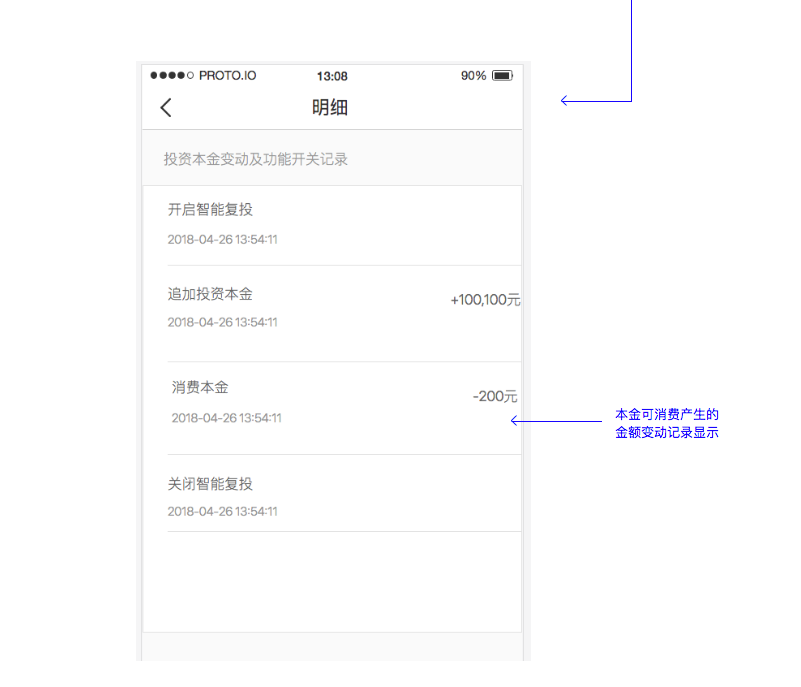 PROTO.IO 13:08 90%
明细
投资本金变动及功能开关记录
开启智能复投
2018-04-26 13:54:11
追加投资本金
+100,100元
2018-04-26 13:54:11
消费本金
-200元
2018-04-26 13:54:11
本金可消费产生的
金额变动记录显示
关闭智能复投
2018-04-26 13:54:11